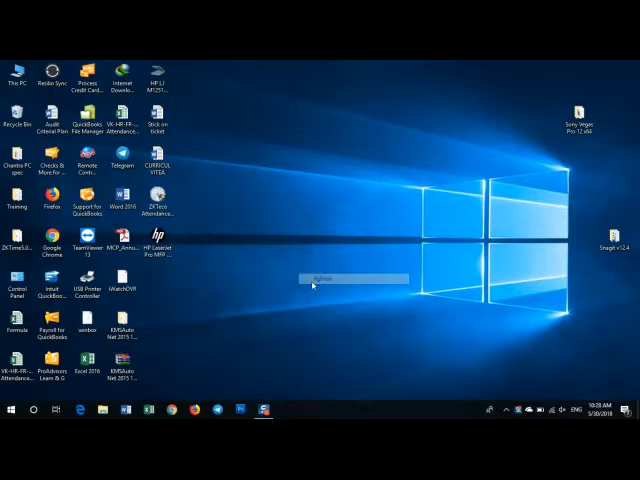 This PC
Resilio Sync
Process
Credit Card...
Internet
Downlo...
HP LJ
M1251...
Recycle Bin
Audit
Criterial Plan
QuickBooks
File Manager
VK-HR-FR-...
Attendance...
Stick on
ticket
Chantra PC
spec
Checks &
More for ...
Remote
Contr...
Telegram
CURRICUL
VITEA
Training
Firefox
Support for
QuickBooks
Word 2016
ZKTeco
Attendance...
ZKTime5.0...
Google
Chrome
TeamViewer
13
MCP_Annu...
HP LaserJet
Pro MFP ...
Control
Panel
Intuit
QuickBoo...
USB Printer
Controller
iWatchDVR
Formula
Payroll for
QuickBooks
winbox
KMSAuto
Net 2015 1...
VK-HR-FR-...
Attendance...
ProAdvisors
Learn & G
Excel 2016
KMSAuto
Net 2015 1...
Sony Vegas
Pro 12 x64
Snagit v12.4
Refresh
ENG
10:28 AM
5/30/2018